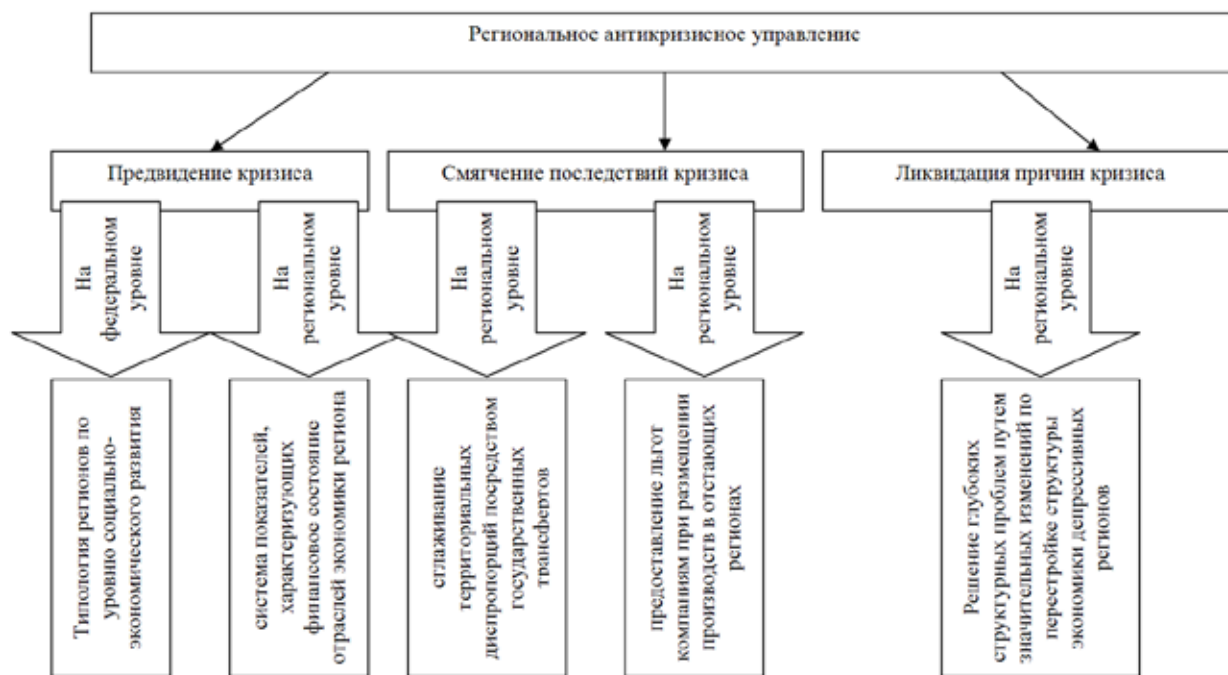 Региональное антикризисное управление
Предвидение кризиса
Смягчение последствий кризиса
Ликвидация причин кризиса
На
федеральном
уровне
На
региональном
уровне
На
региональном
уровне
На
региональном
уровне
На
региональном
уровне
Типология регионов по
уровню социально-
экономического развития
система показателей,
характеризующих
финансовое состояние
отраслей экономики региона
сглаживание
территориальных
диспропорций посредством
государственных
трансфертов
предоставление льгот
компаниям при размещении
производств в отстающих
регионах
Решение глубоких
структурных проблем путем
значительных изменений по
перестройке структуры
экономики депрессивных
регионов